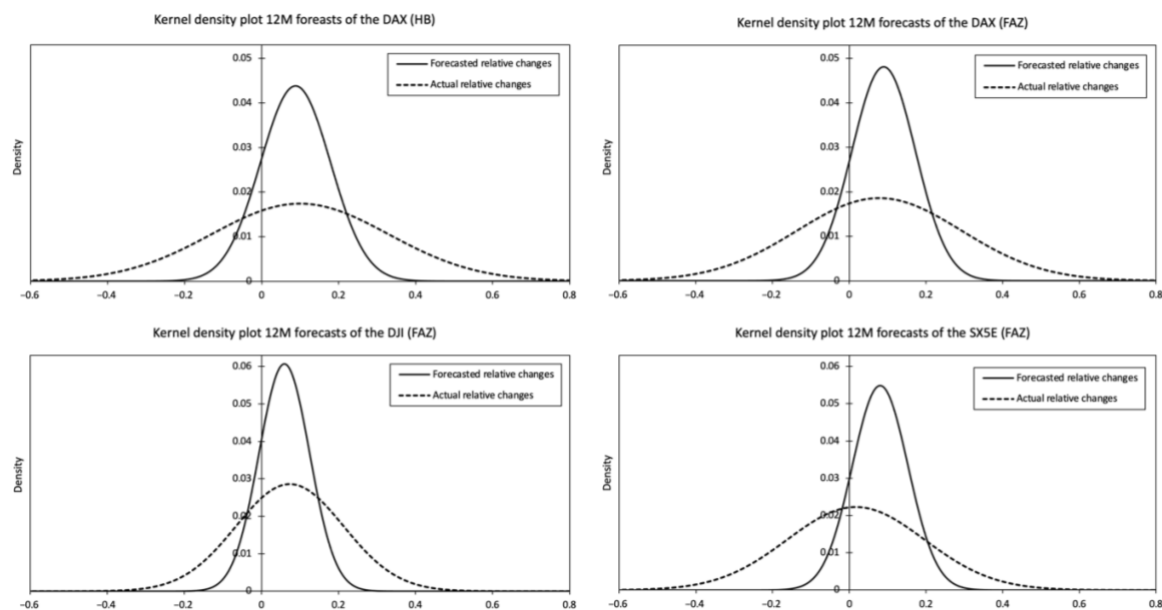 Kernel density plot 12M foreasts of the DAX (HB)
Density
0.05
0.04
0.03
0.02
0.01
0
Forecasted relative changes
Actual relative changes
−0.6 −0.4 −0.2 0 0.2 0.4 0.6 0.8
Kernel density plot 12M forecasts of the DAX (FAZ)
Density
0.05
0.04
0.03
0.02
0.01
0
Forecasted relative changes
Actual relative changes
−0.6 −0.4 −0.2 0 0.2 0.4 0.6 0.8
Kernel density plot 12M forecasts of the DJI (FAZ)
Density
0.06
0.05
0.04
0.03
0.02
0.01
0
Forecasted relative changes
Actual relative changes
−0.6 −0.4 −0.2 0 0.2 0.4 0.6 0.8
Kernel density plot 12M forecasts of the SX5E (FAZ)
Density
0.06
0.05
0.04
0.03
0.02
0.01
0
Forecasted relative changes
Actual relative changes
−0.6 −0.4 −0.2 0 0.2 0.4 0.6 0.8